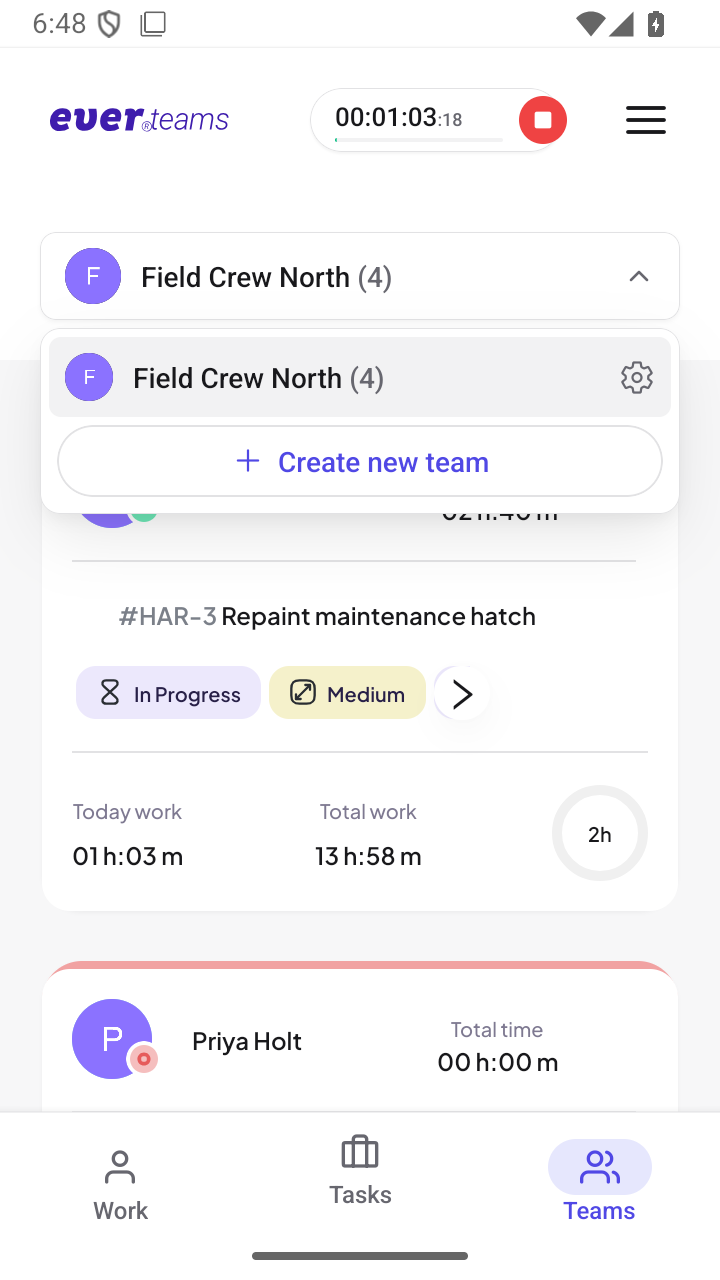 6:48
ever® teams
00:01:03:18
F Field Crew North (4)
F Field Crew North (4)
+ Create new team
02 h:40 m
#HAR-3 Repaint maintenance hatch
In Progress
Medium
Today work
Total work
01 h:03 m
13 h:58 m
2h
P
Priya Holt
Total time
00 h:00 m
Work
Tasks
Teams